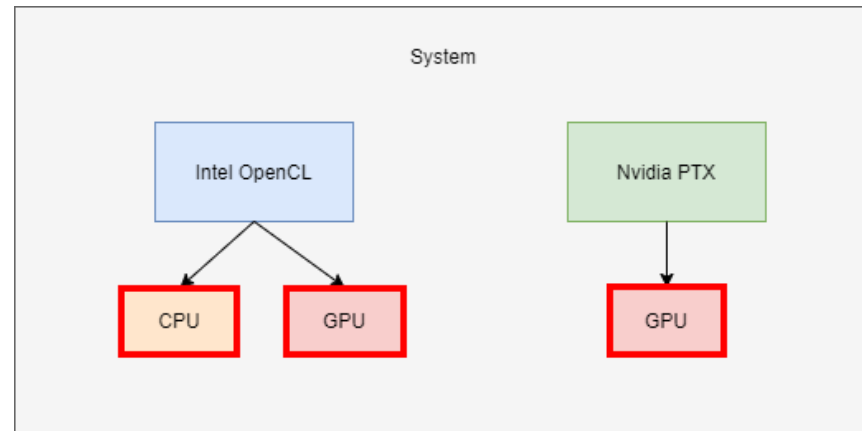 System
Intel OpenCL
Nvidia PTX
CPU
GPU
GPU